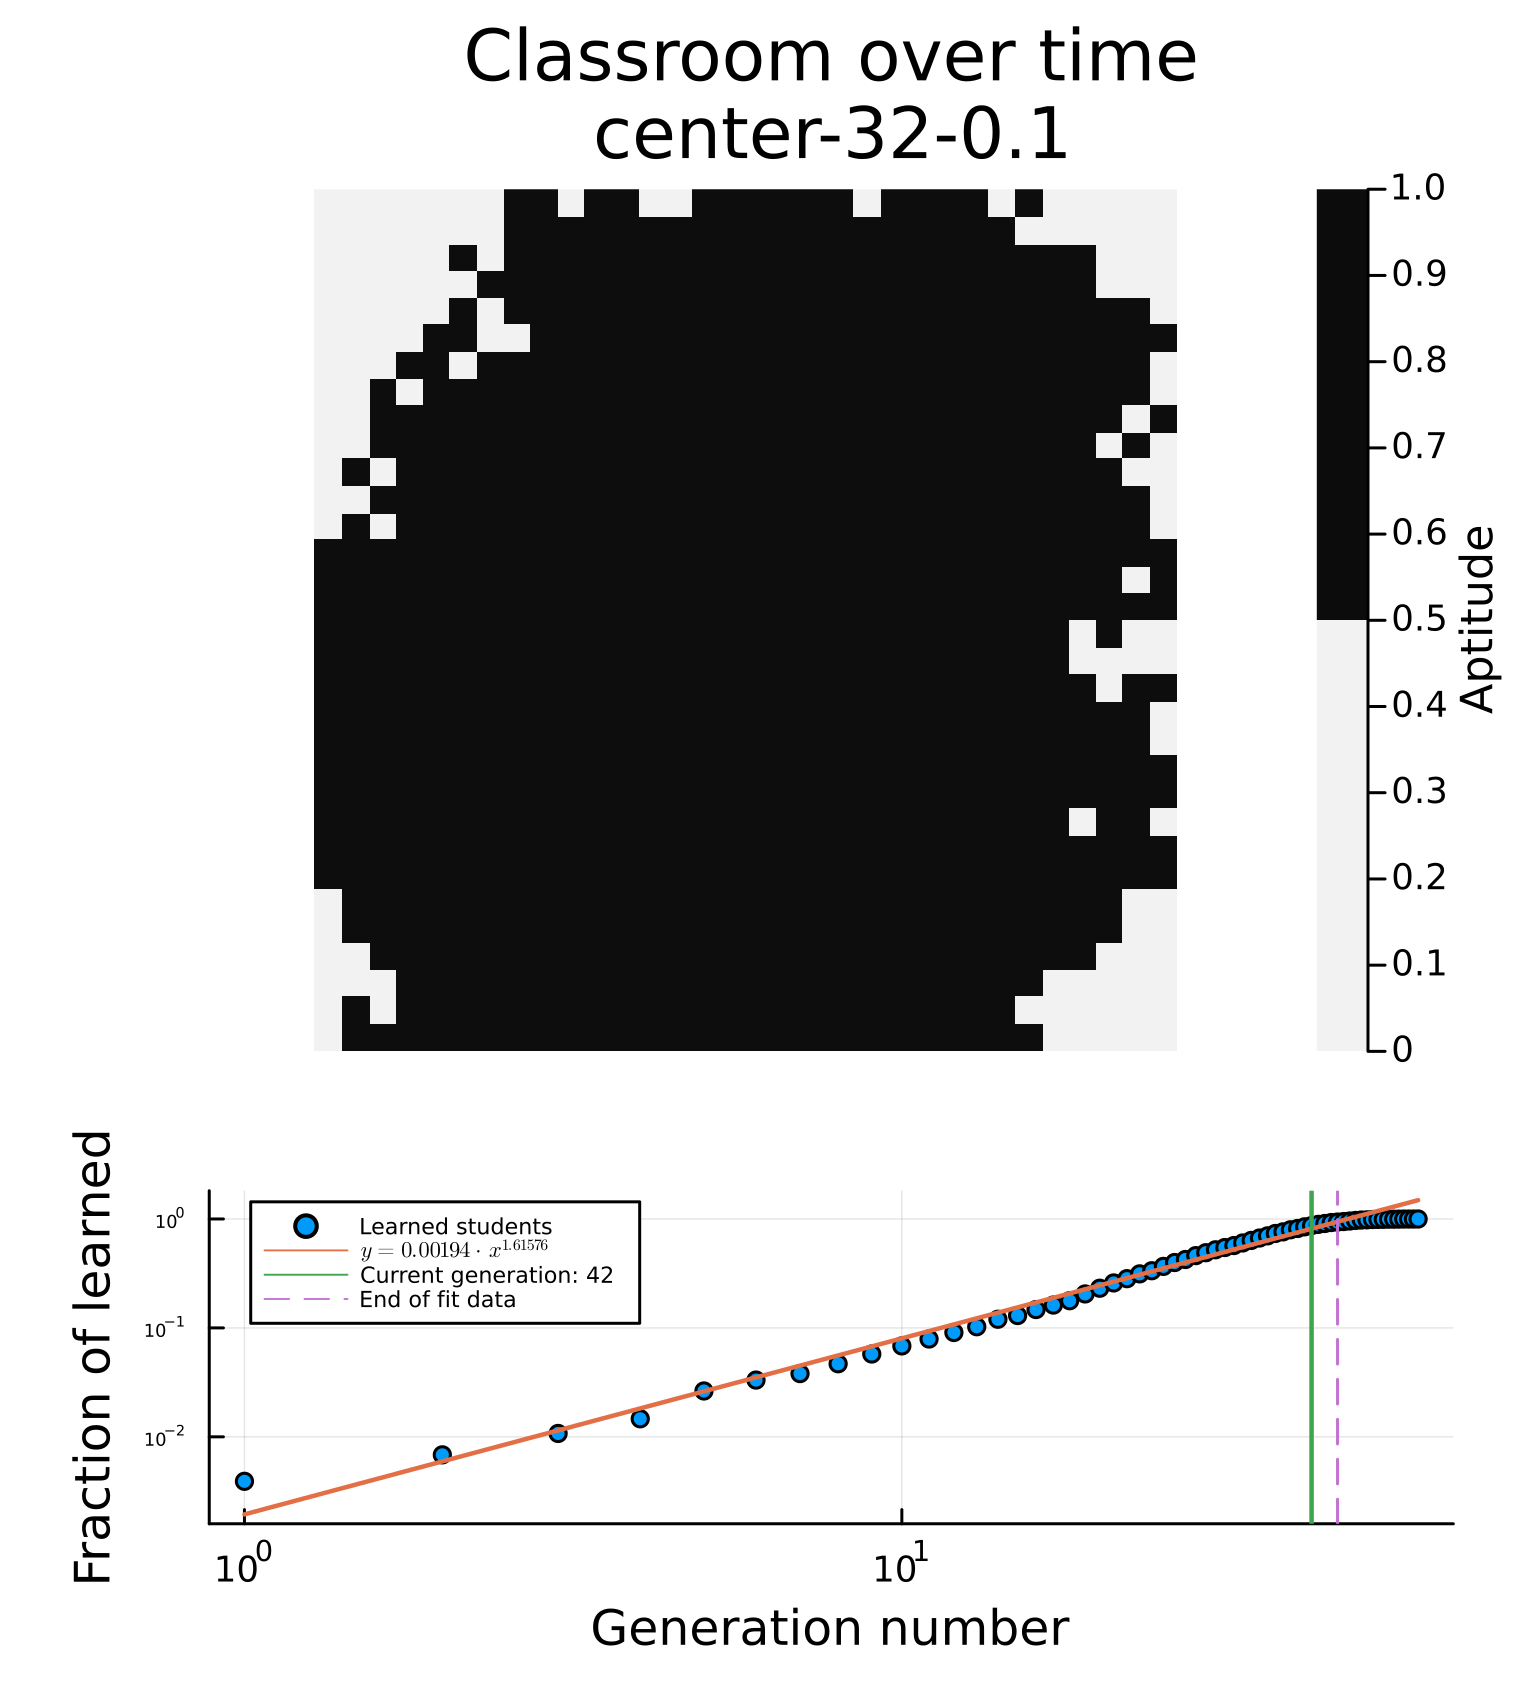 Classroom over time
center-32-0.1
1.0
0.9
0.8
0.7
0.6
0.5
0.4
0.3
0.2
0.1
0
Aptitude
Fraction of learned
10⁰
10⁻¹
10⁻²
Learned students
y = 0.00194 · x^1.61576
Current generation: 42
End of fit data
10⁰
10¹
Generation number